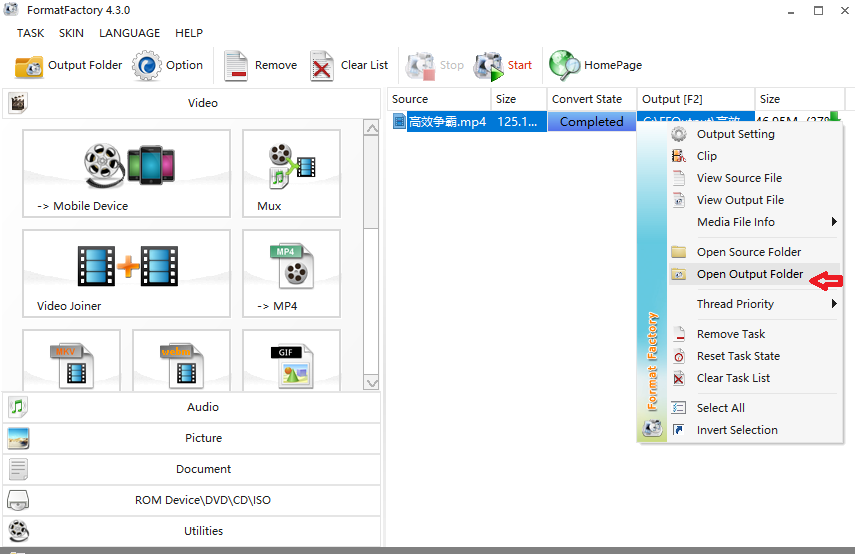 FormatFactory 4.3.0
TASK SKIN LANGUAGE HELP
Output Folder Option Remove Clear List Stop Start HomePage
Video
Source Size Convert State Output [F2] Size
高效争霸.mp4 125.1... Completed C:\FFOutput\高效...
-> Mobile Device
Mux
Video Joiner
MP4
-> MP4
MKV
webm
GIF
Audio
Picture
Document
ROM Device\DVD\CD\ISO
Utilities
Output Setting
Clip
View Source File
View Output File
Media File Info
Open Source Folder
Open Output Folder
Thread Priority
Remove Task
Reset Task State
Clear Task List
Select All
Invert Selection
Format Factory